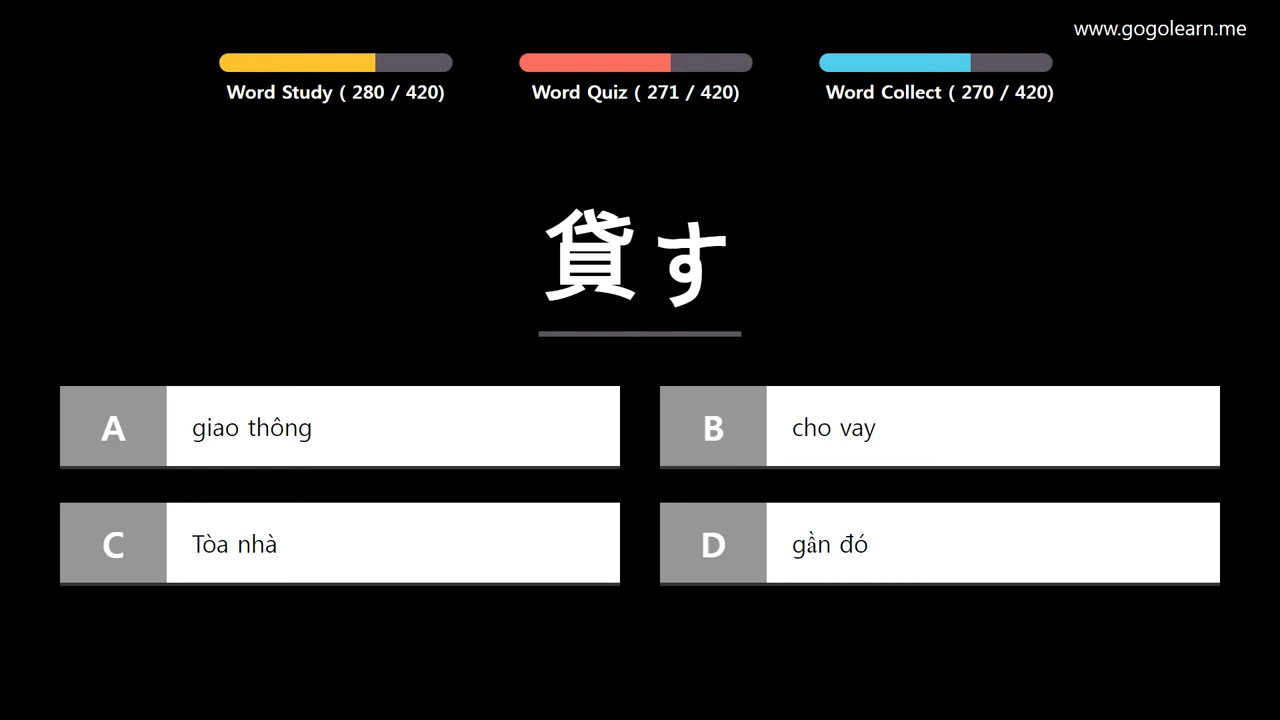 www.gogolearn.me
Word Study ( 280 / 420)
Word Quiz ( 271 / 420)
Word Collect ( 270 / 420)
貸す
A giao thông
B cho vay
C Tòa nhà
D gần đó